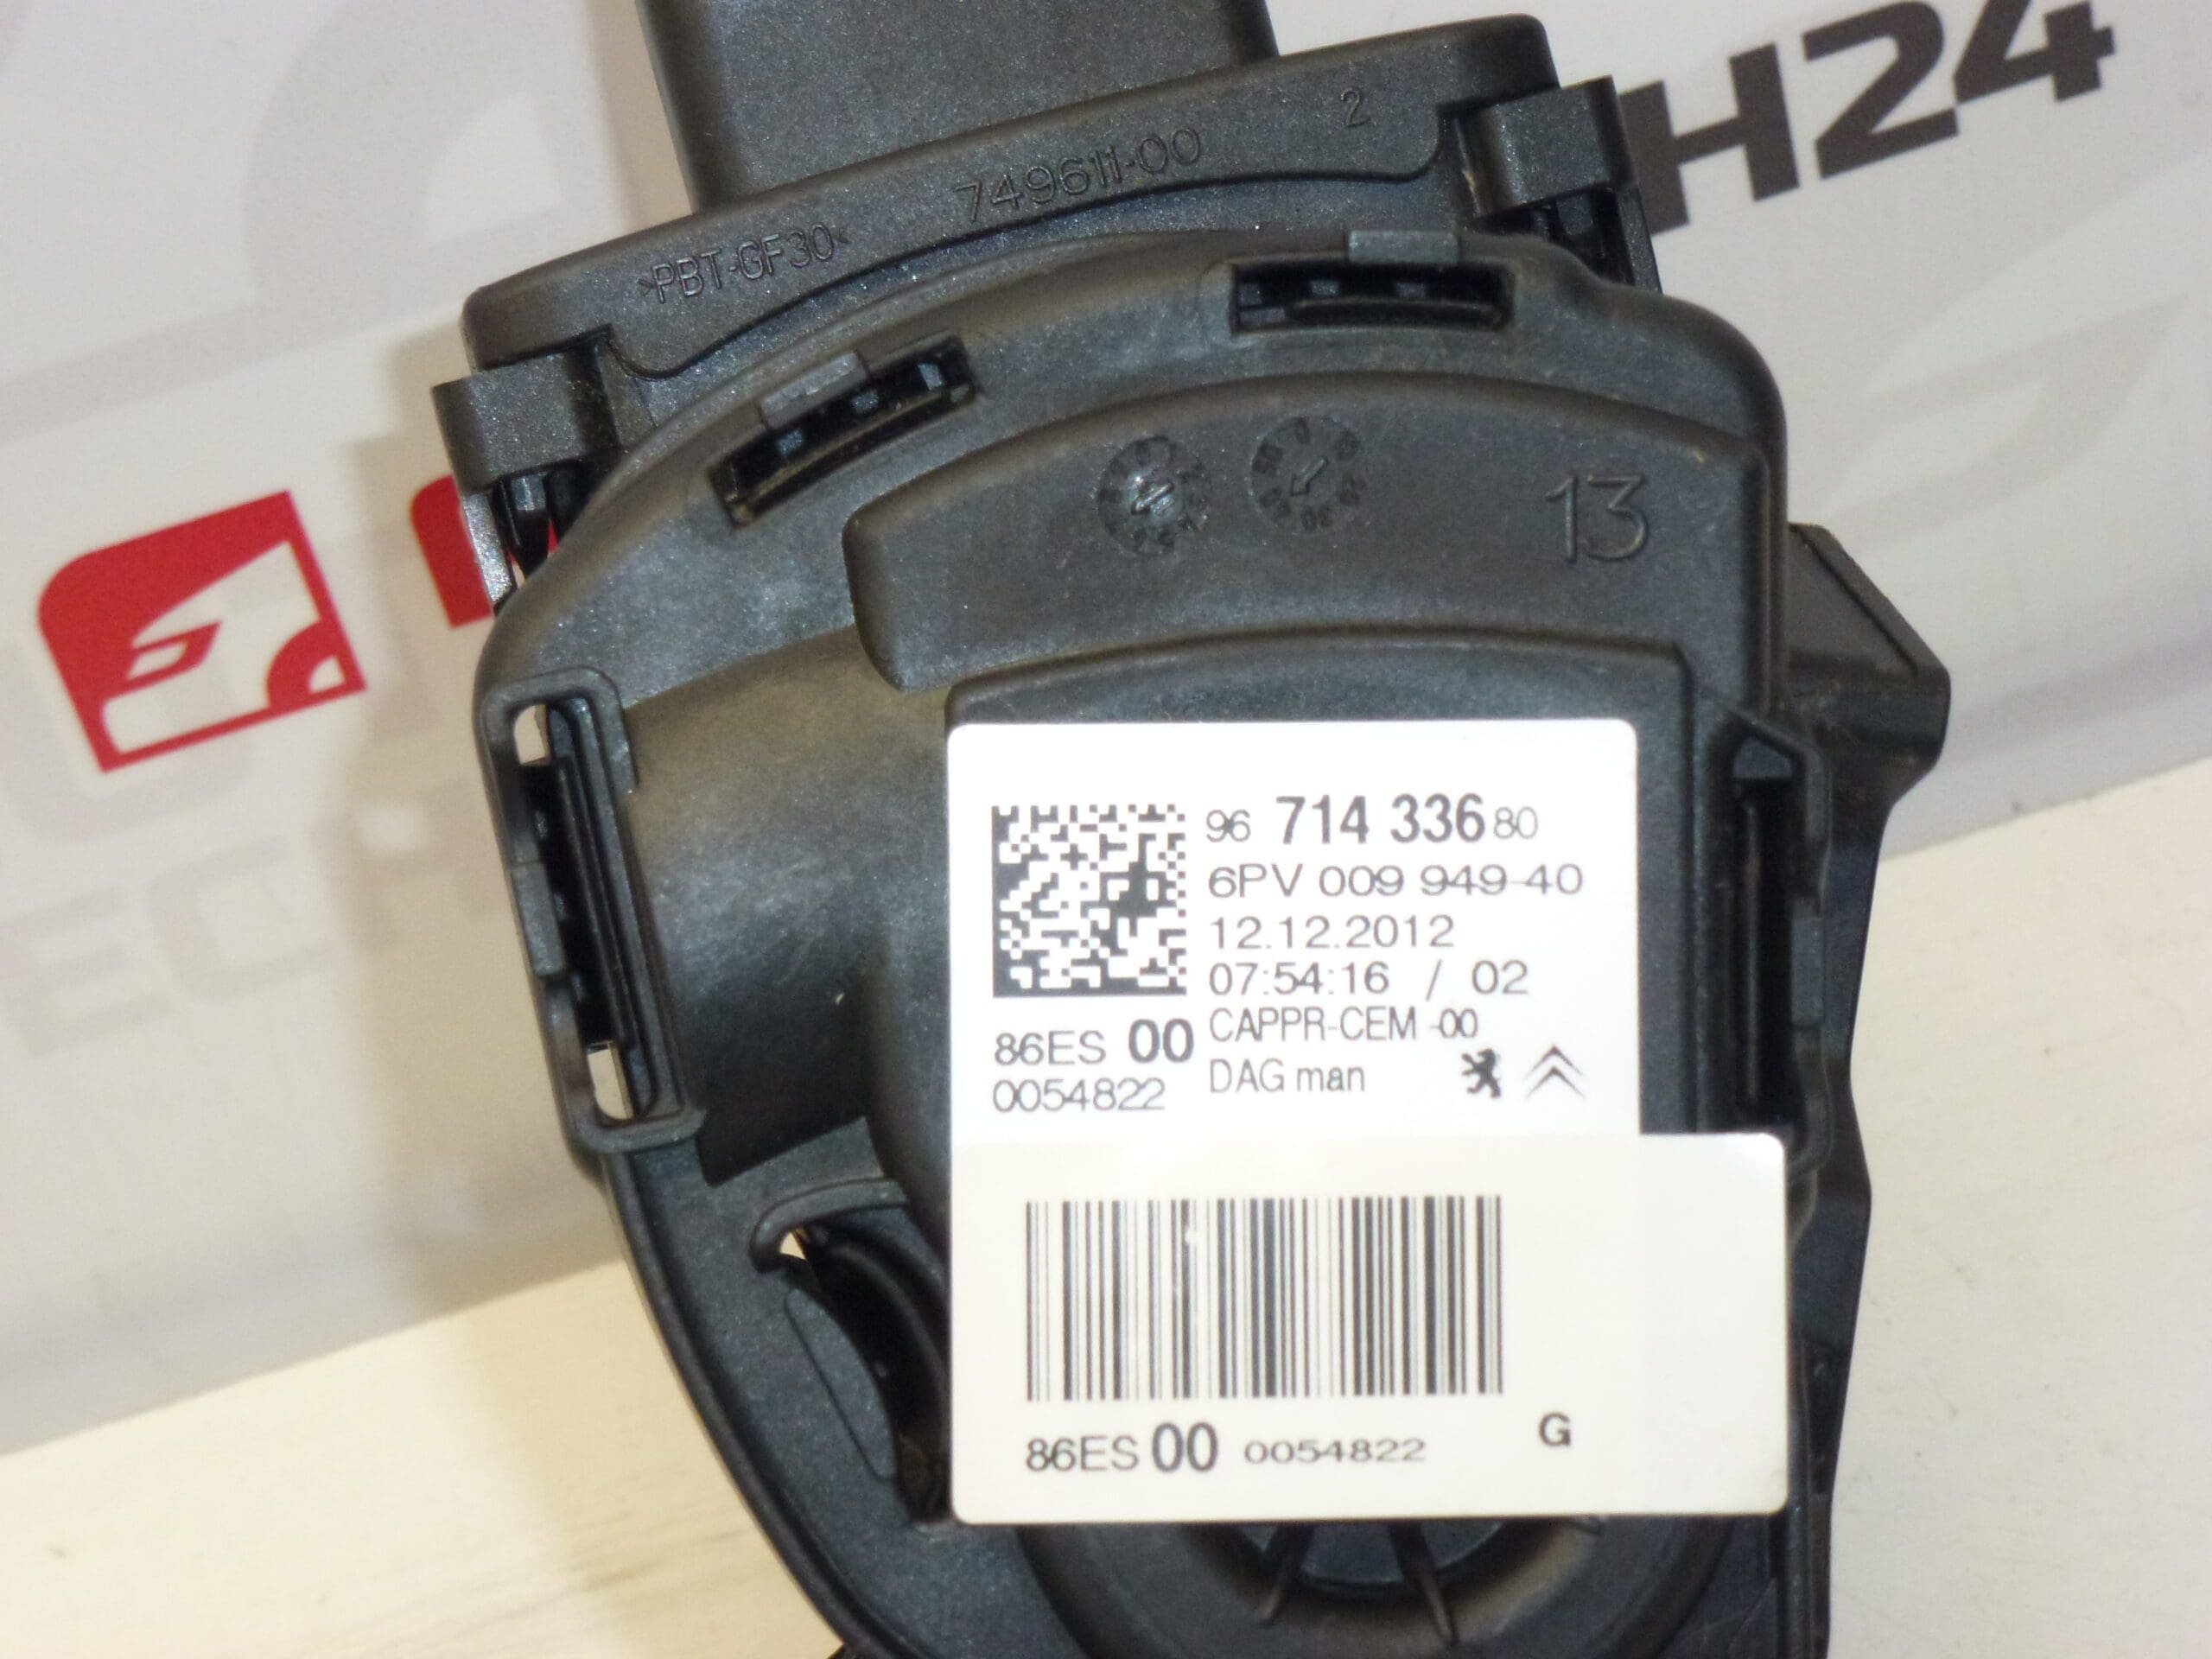 H24
2
749611-00
>PBT-GF30<
13
96 714 336 80
6PV 009 949-40
12.12.2012
07:54:16 / 02
86ES 00 CAPPR-CEM -00
0054822 DAG man
86ES 00 0054822 G